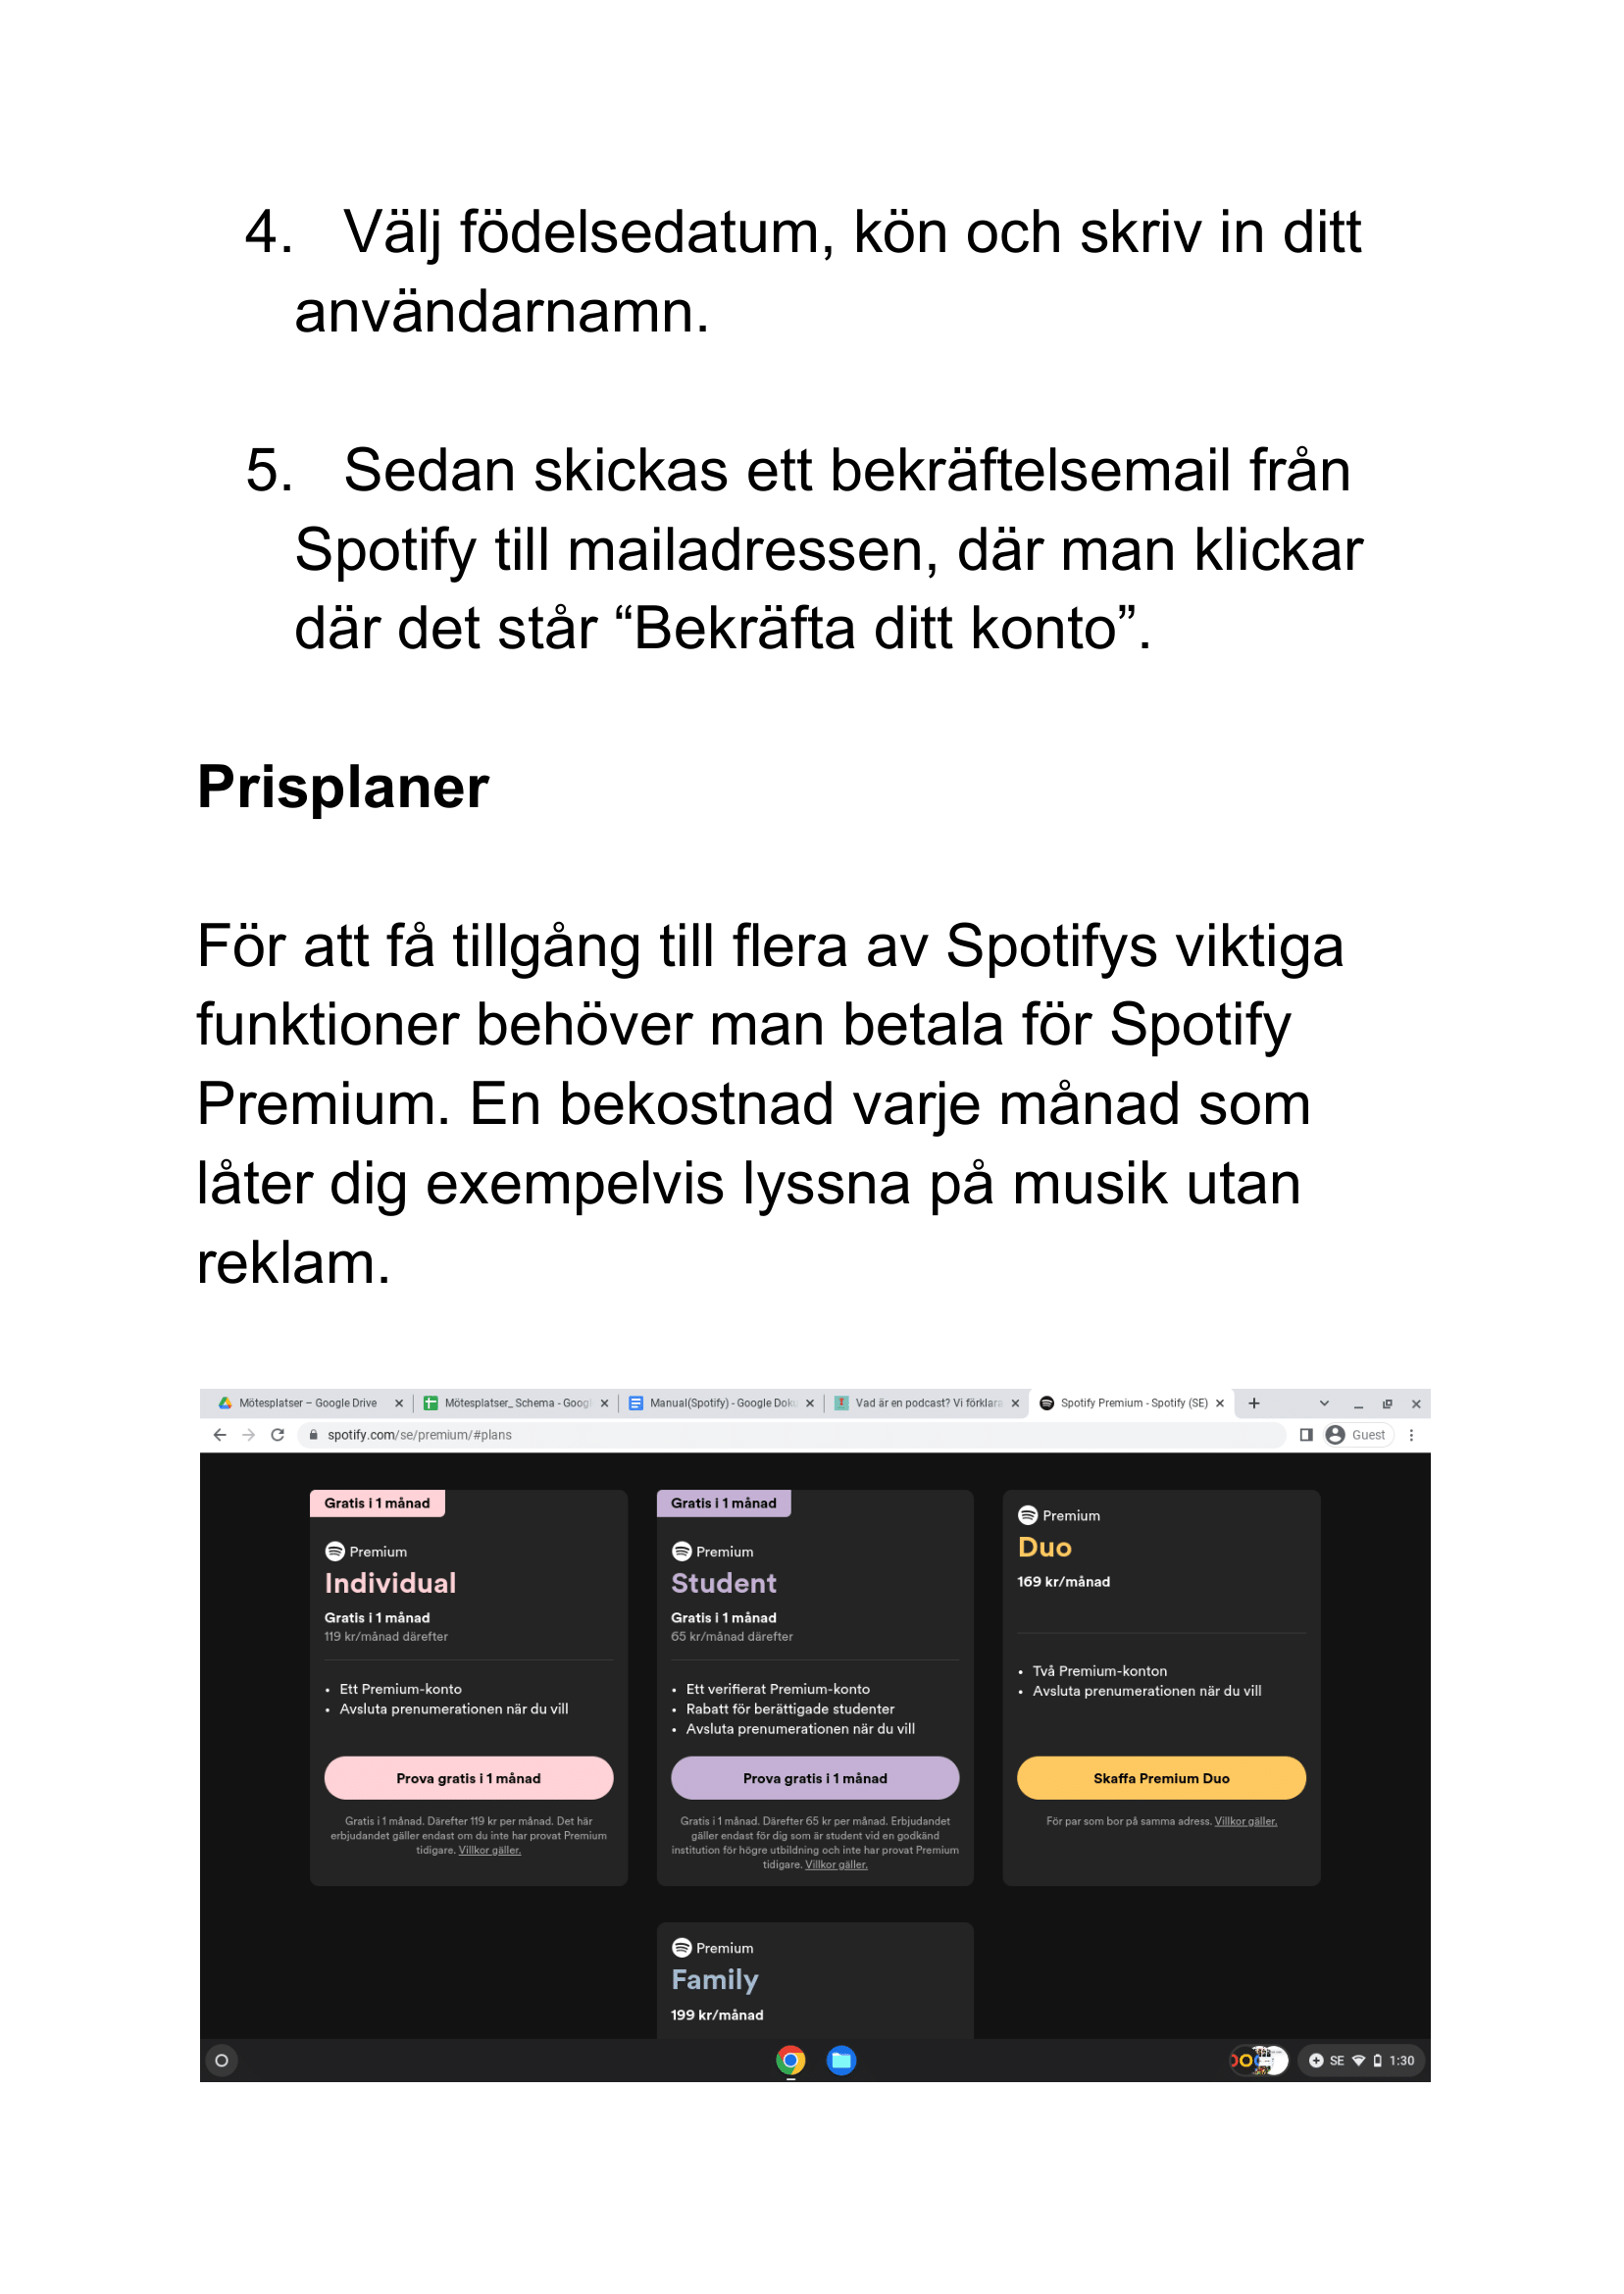 4. Välj födelsedatum, kön och skriv in ditt
användarnamn.
5. Sedan skickas ett bekräftelsemail från
Spotify till mailadressen, där man klickar
där det står “Bekräfta ditt konto”.
Prisplaner
För att få tillgång till flera av Spotifys viktiga
funktioner behöver man betala för Spotify
Premium. En bekostnad varje månad som
låter dig exempelvis lyssna på musik utan
reklam.
Mötesplatser – Google Drive
Mötesplatser_ Schema - Googl
Manual(Spotify) - Google Doku
Vad är en podcast? Vi förklara
Spotify Premium - Spotify (SE)
spotify.com/se/premium/#plans
Guest
Gratis i 1 månad
Premium
Individual
Gratis i 1 månad
119 kr/månad därefter
• Ett Premium-konto
• Avsluta prenumerationen när du vill
Prova gratis i 1 månad
Gratis i 1 månad. Därefter 119 kr per månad. Det här
erbjudandet gäller endast om du inte har provat Premium
tidigare. Villkor gäller.
Gratis i 1 månad
Premium
Student
Gratis i 1 månad
65 kr/månad därefter
• Ett verifierat Premium-konto
• Rabatt för berättigade studenter
• Avsluta prenumerationen när du vill
Prova gratis i 1 månad
Gratis i 1 månad. Därefter 65 kr per månad. Erbjudandet
gäller endast för dig som är student vid en godkänd
institution för högre utbildning och inte har provat Premium
tidigare. Villkor gäller.
Premium
Duo
169 kr/månad
• Två Premium-konton
• Avsluta prenumerationen när du vill
Skaffa Premium Duo
För par som bor på samma adress. Villkor gäller.
Premium
Family
199 kr/månad
SE
1:30